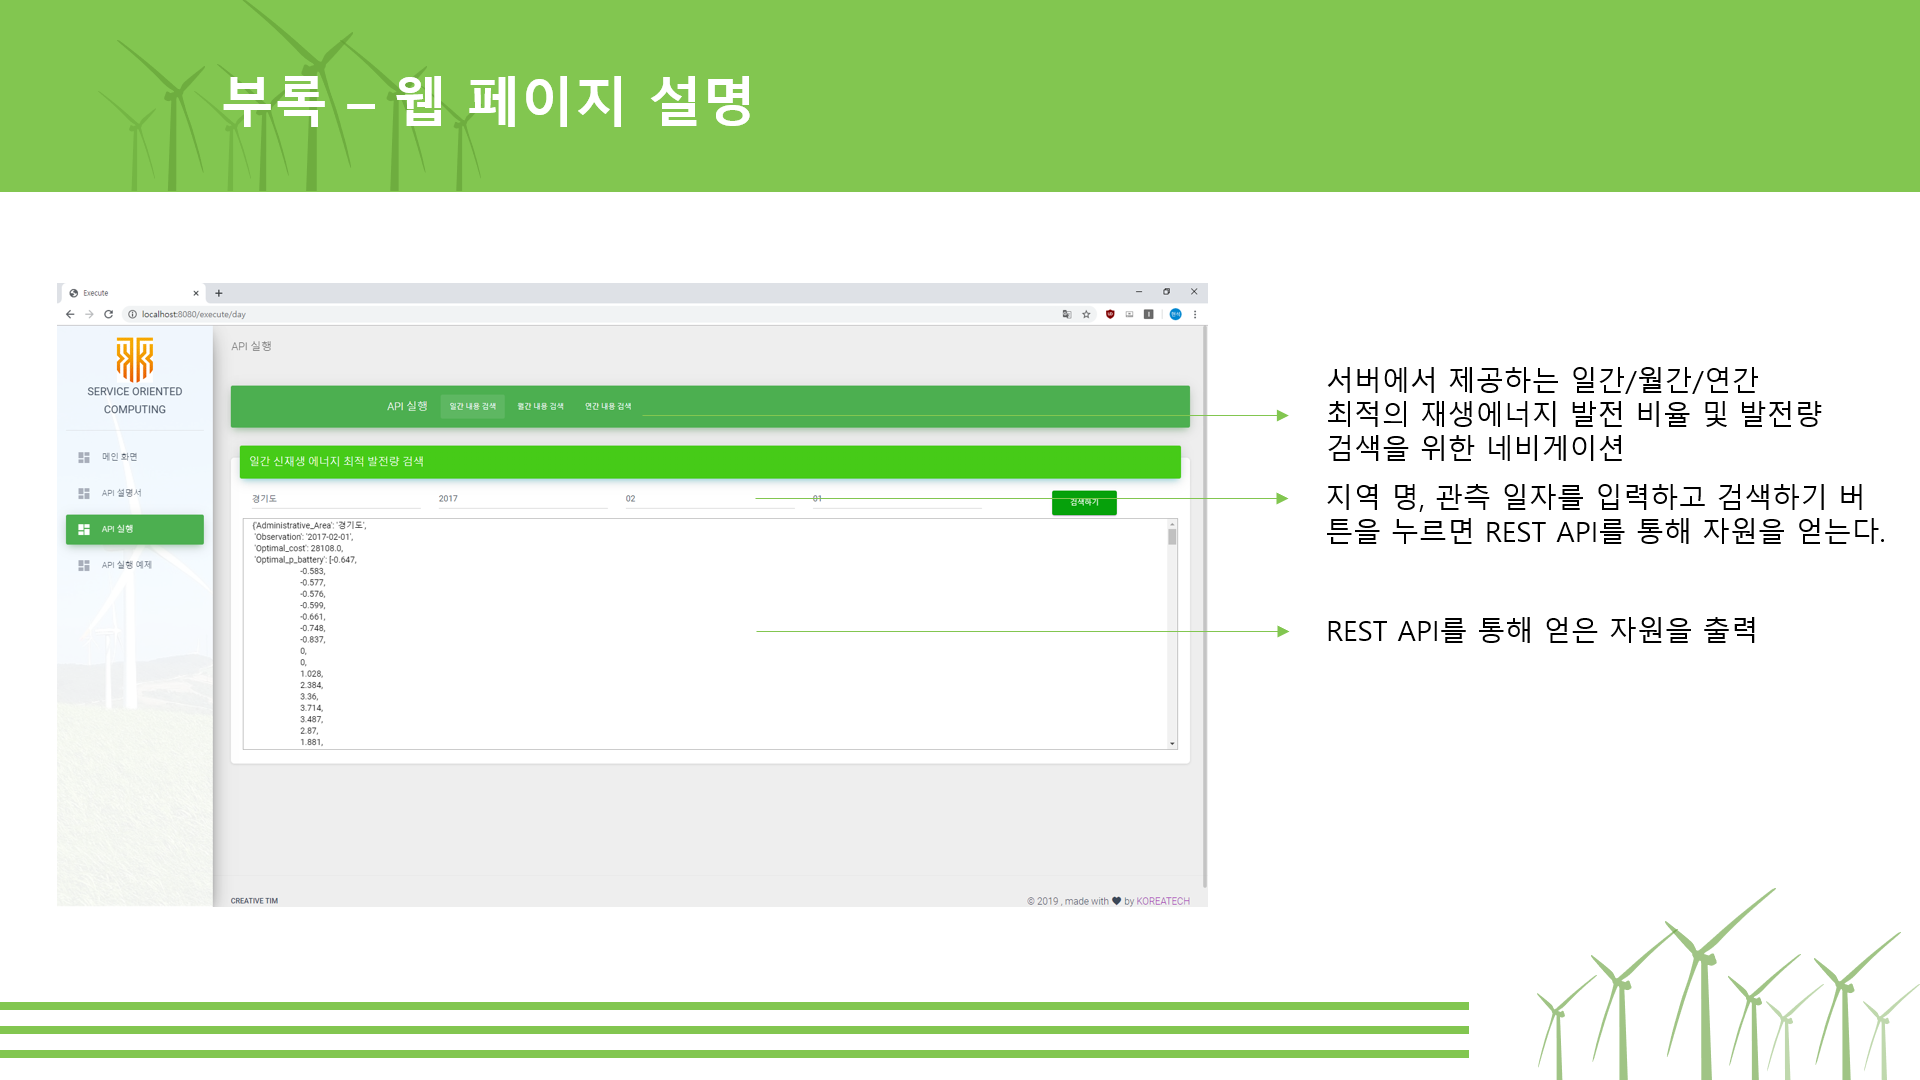 부록 – 웹 페이지 설명
Execute
localhost:8080/execute/day
SERVICE ORIENTED
COMPUTING
메인 화면
API 설명서
API 실행
API 실행 예제
API 실행
API 실행 일간 내용 검색 월간 내용 검색 연간 내용 검색
일간 신재생 에너지 최적 발전량 검색
경기도 2017 02 01 검색하기
{'Administrative_Area': '경기도',
'Observation': '2017-02-01',
'Optimal_cost': 28108.0,
'Optimal_p_battery': [-0.647,
-0.583,
-0.577,
-0.576,
-0.599,
-0.661,
-0.748,
-0.837,
0,
0,
1.028,
2.384,
3.36,
3.714,
3.487,
2.87,
1.881,
CREATIVE TIM
© 2019 , made with by KOREATECH
서버에서 제공하는 일간/월간/연간
최적의 재생에너지 발전 비율 및 발전량
검색을 위한 네비게이션
지역 명, 관측 일자를 입력하고 검색하기 버
튼을 누르면 REST API를 통해 자원을 얻는다.
REST API를 통해 얻은 자원을 출력